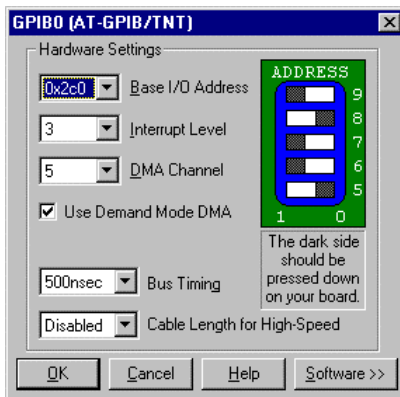 GPIB0 (AT-GPIB/TNT)
Hardware Settings
0x2c0 Base I/O Address
3 Interrupt Level
5 DMA Channel
Use Demand Mode DMA
500nsec Bus Timing
Disabled Cable Length for High-Speed
ADDRESS
9
8
7
6
5
1 0
The dark side
should be
pressed down
on your board.
OK Cancel Help Software >>